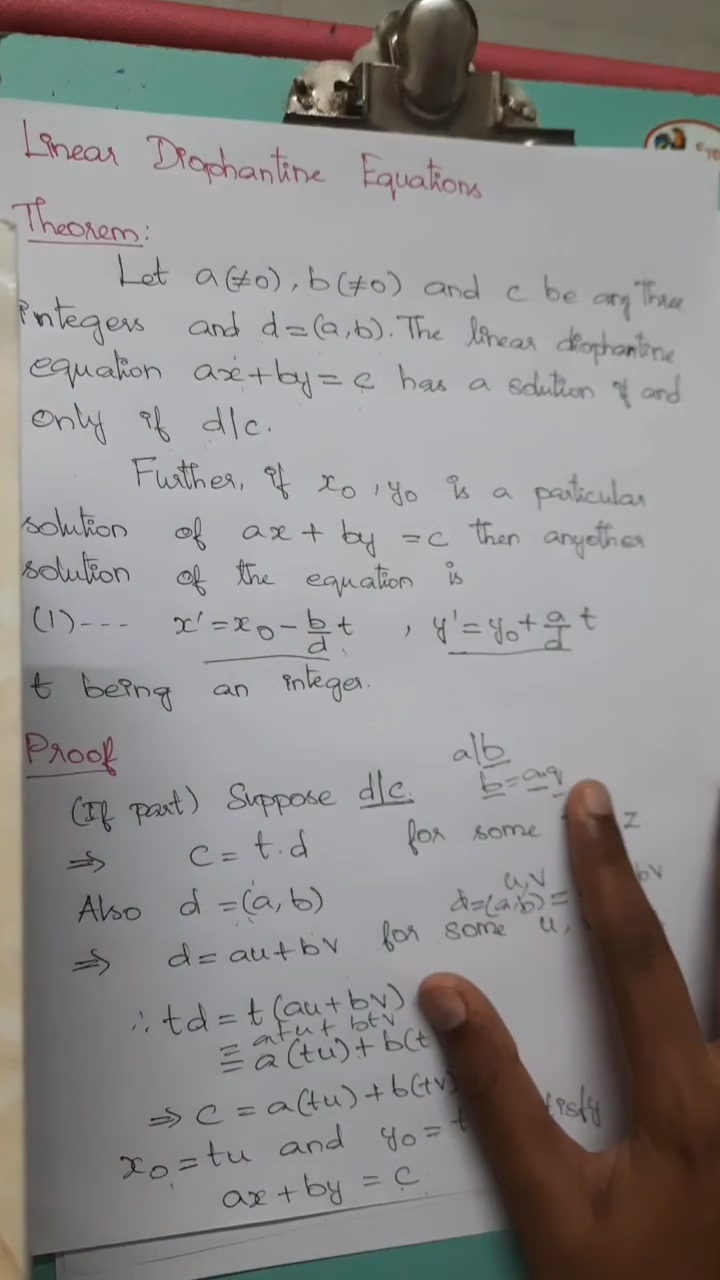 Linear Diophantine Equations
Theorem:
Let a(≠0), b(≠0) and c be any three
integers and d=(a,b). The linear diophantine
equation ax+by=c has a solution if and
only if d|c.
Further, if x₀, y₀ is a particular
solution of ax + by = c then anyother
solution of the equation is
(1)--- x'=x₀-b/d t , y'=y₀+a/d t
t being an integer.
Proof
a|b
b=aq
(If part) Suppose d|c.
⇒ c = t.d for some z
Also d =(a,b)
u,v
d=(a,b)= bv
⇒ d= au+bv for some u,
∴ td = t(au+bv)
atu + btv
= a(tu)+b(t
⇒ c = a(tu)+b(tv)
x₀=tu and y₀=t
ax+by = c